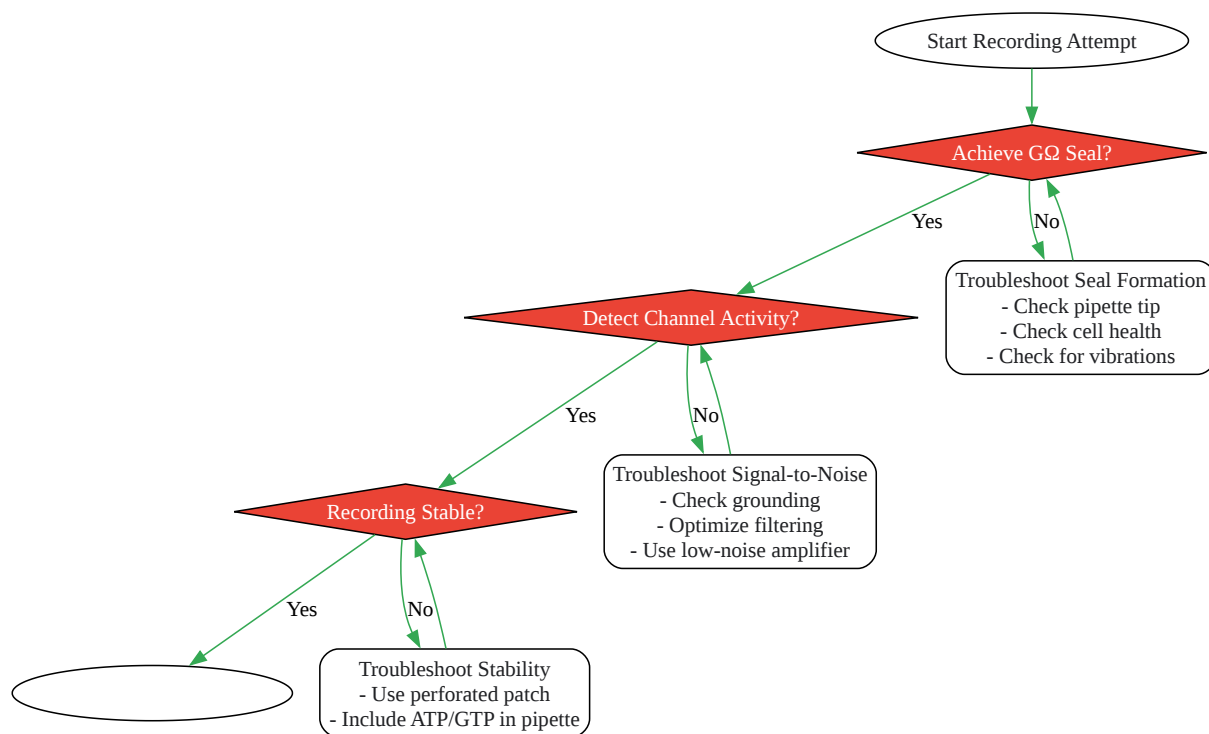 Start Recording Attempt
Achieve GΩ Seal?
Yes
No
Troubleshoot Seal Formation
- Check pipette tip
- Check cell health
- Check for vibrations
Detect Channel Activity?
Yes
No
Troubleshoot Signal-to-Noise
- Check grounding
- Optimize filtering
- Use low-noise amplifier
Recording Stable?
Yes
No
Troubleshoot Stability
- Use perforated patch
- Include ATP/GTP in pipette